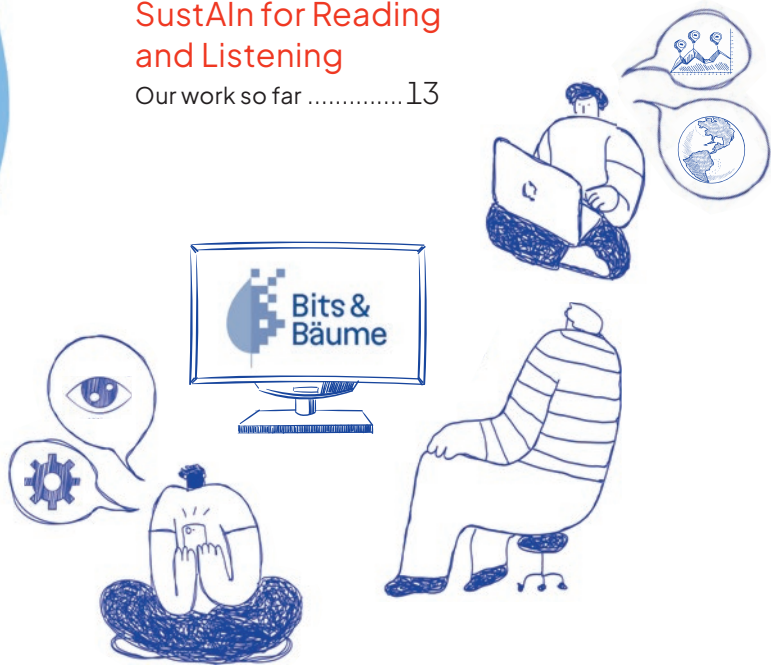 SustAIn for Reading
and Listening
Our work so far ..............13
Bits &
Bäume